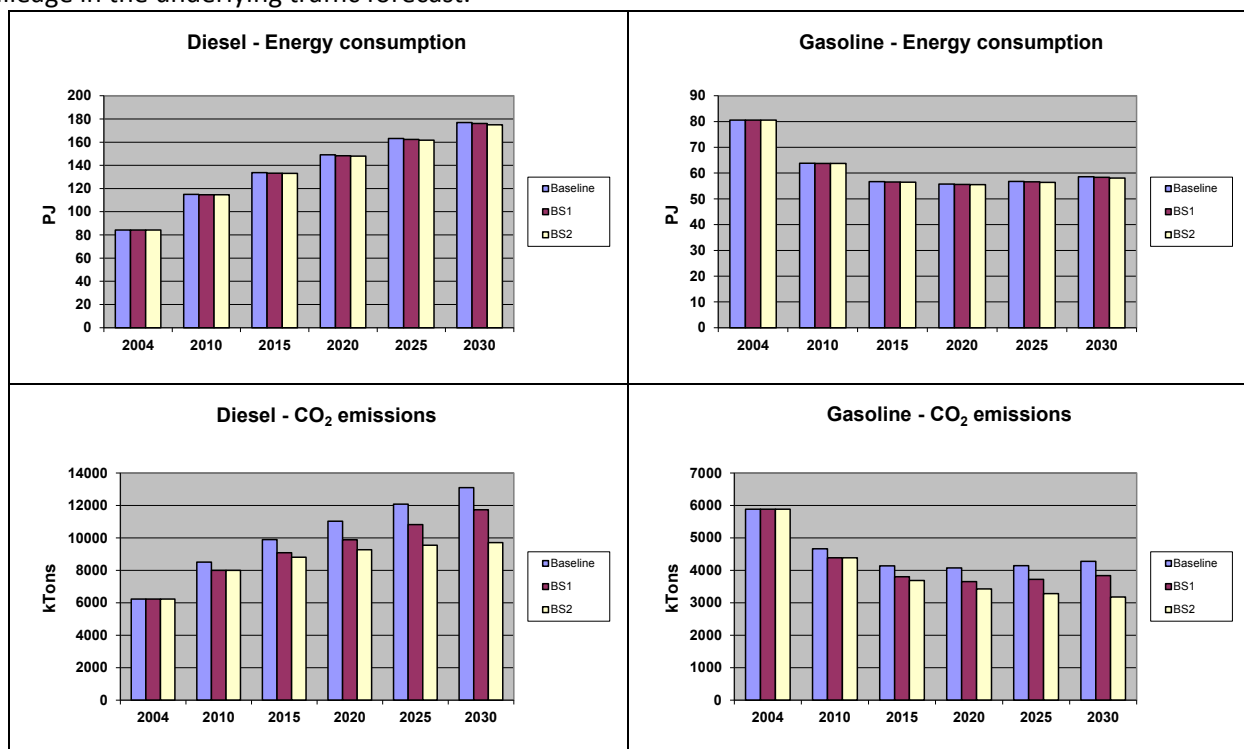 mileage in the underlying traffic forecast.
Diesel - Energy consumption
200
180
160
140
120
100
80
60
40
20
0
PJ
2004 2010 2015 2020 2025 2030
Baseline
BS1
BS2
Gasoline - Energy consumption
90
80
70
60
50
40
30
20
10
0
PJ
2004 2010 2015 2020 2025 2030
Baseline
BS1
BS2
Diesel - CO₂ emissions
14000
12000
10000
8000
6000
4000
2000
0
kTons
2004 2010 2015 2020 2025 2030
Baseline
BS1
BS2
Gasoline - CO₂ emissions
7000
6000
5000
4000
3000
2000
1000
0
kTons
2004 2010 2015 2020 2025 2030
Baseline
BS1
BS2